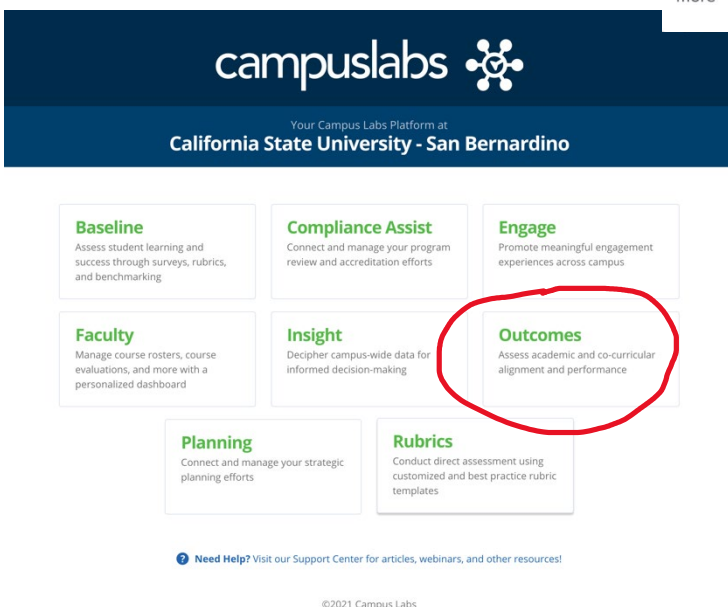 more
campuslabs
Your Campus Labs Platform at
California State University - San Bernardino
Baseline
Assess student learning and
success through surveys, rubrics,
and benchmarking
Compliance Assist
Connect and manage your program
review and accreditation efforts
Engage
Promote meaningful engagement
experiences across campus
Faculty
Manage course rosters, course
evaluations, and more with a
personalized dashboard
Insight
Decipher campus-wide data for
informed decision-making
Outcomes
Assess academic and co-curricular
alignment and performance
Planning
Connect and manage your strategic
planning efforts
Rubrics
Conduct direct assessment using
customized and best practice rubric
templates
? Need Help? Visit our Support Center for articles, webinars, and other resources!
©2021 Campus Labs